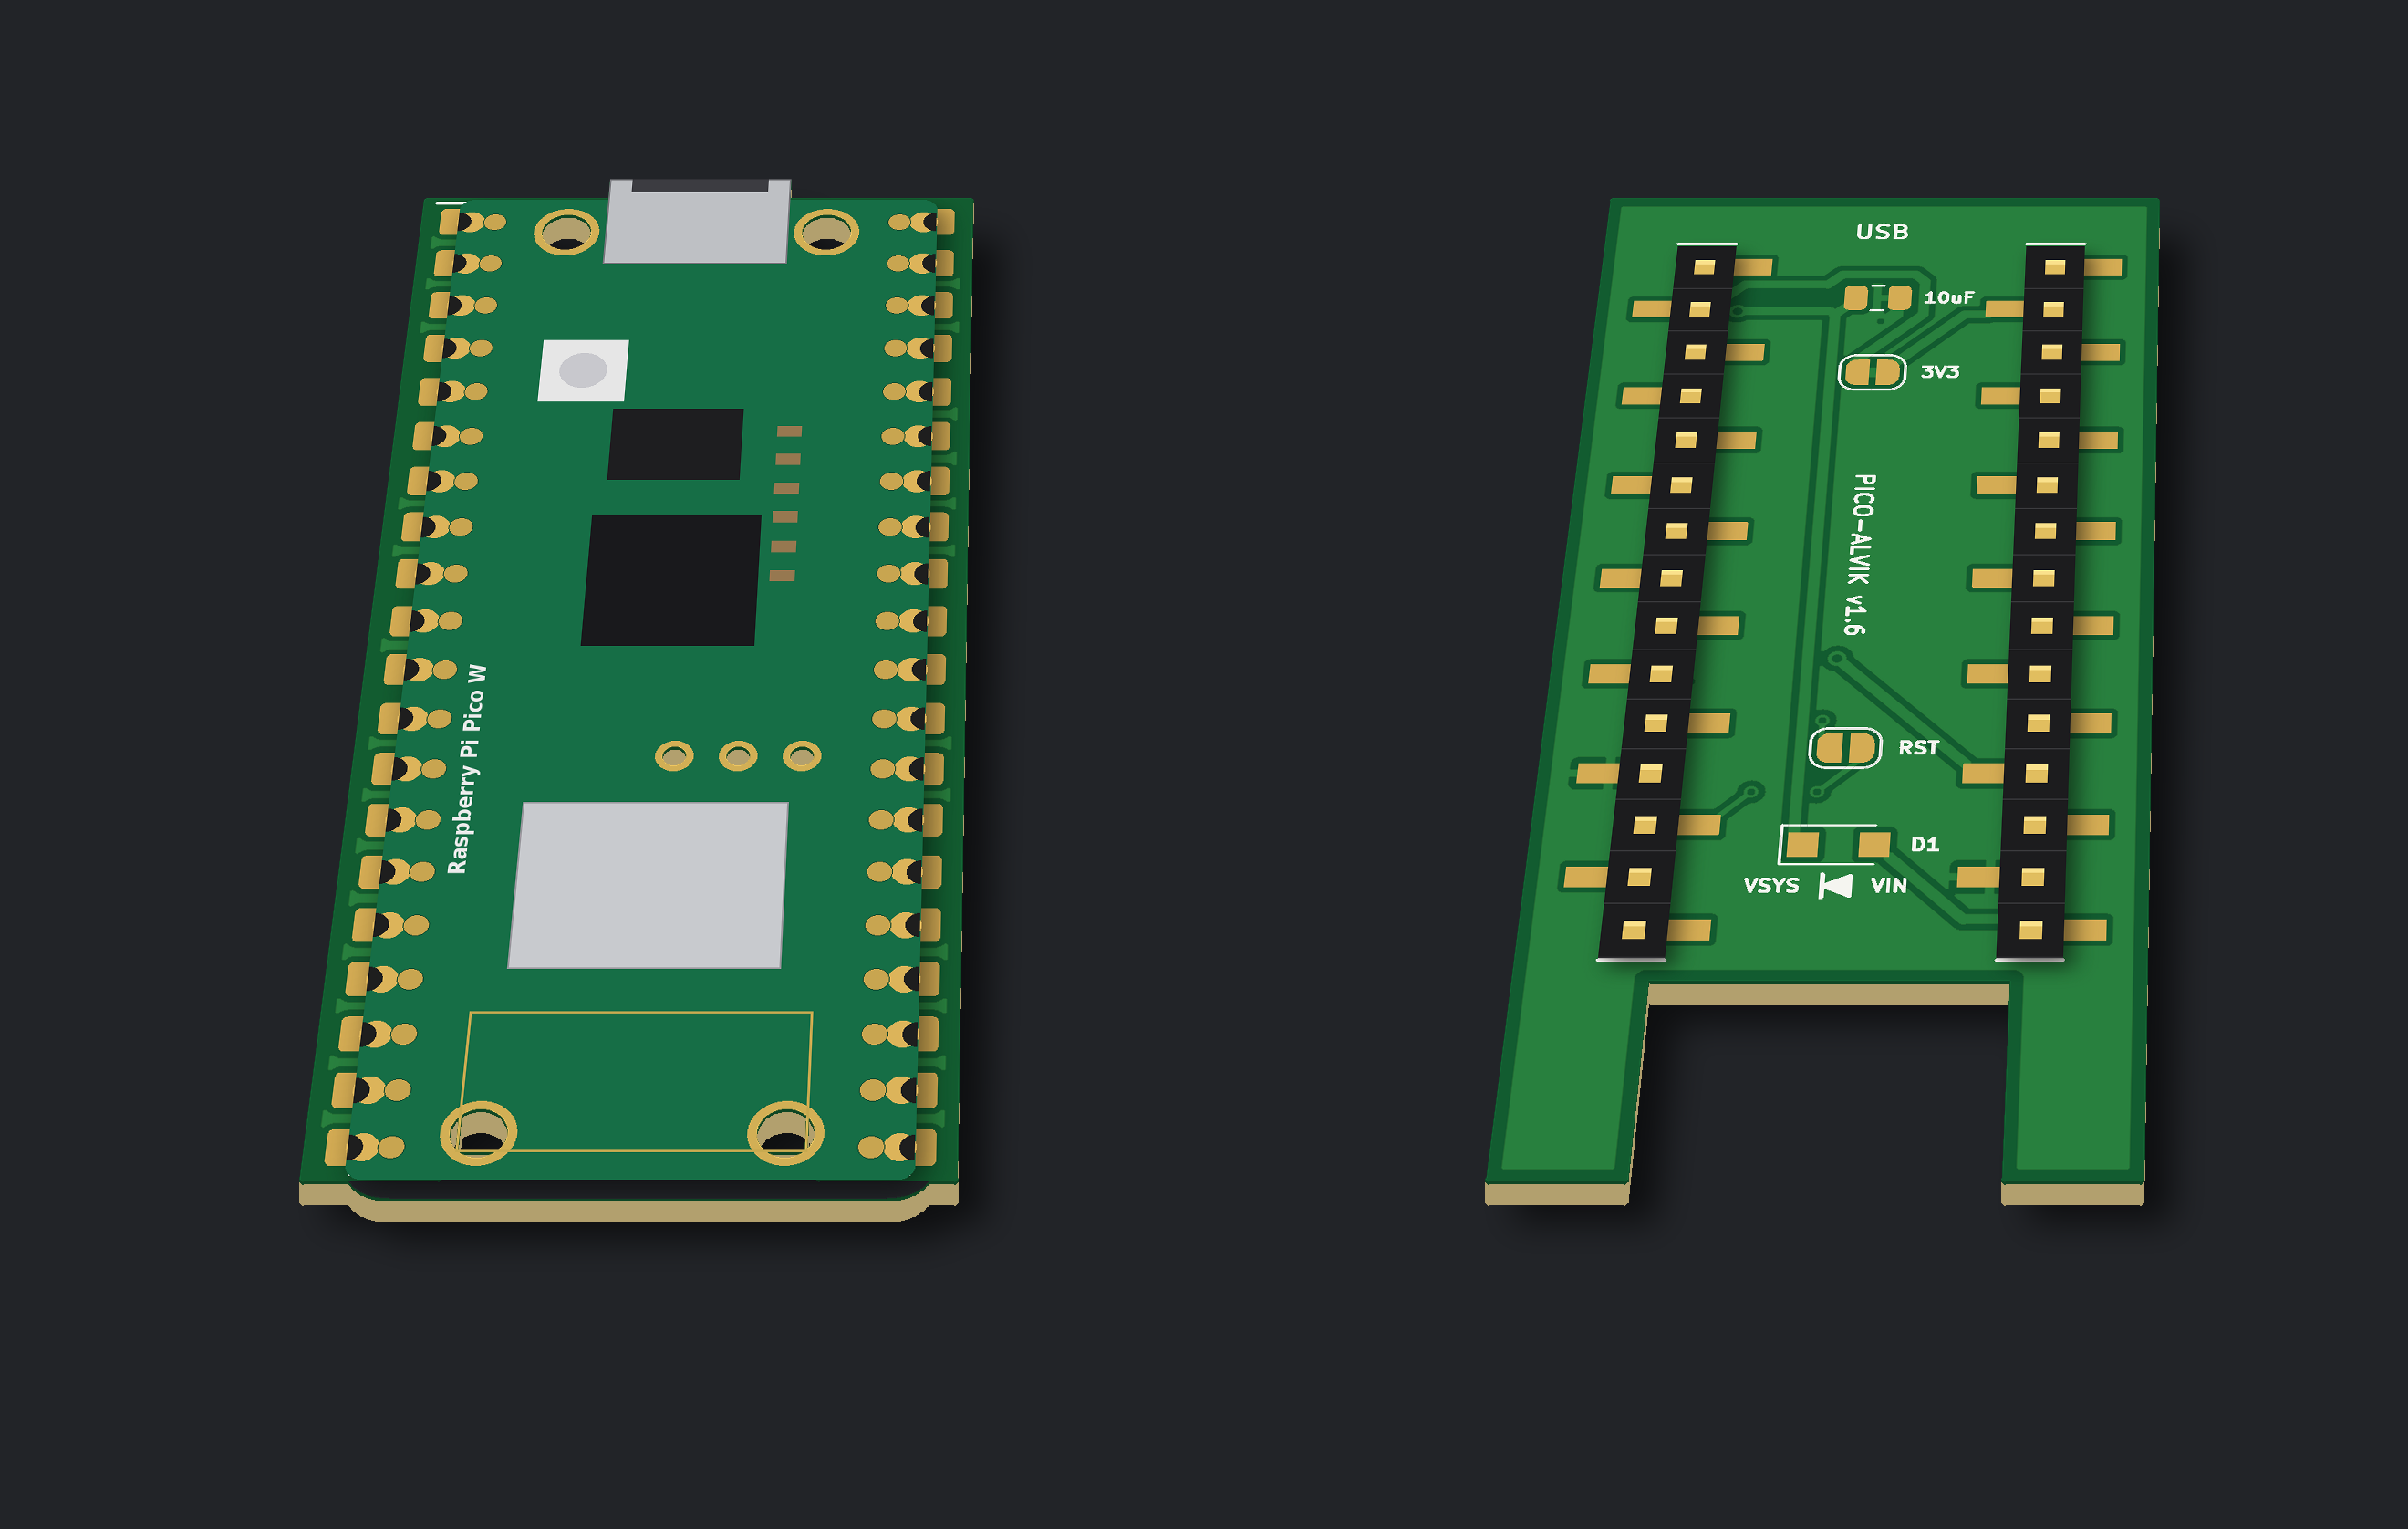 Raspberry Pi Pico W
USB
10uF
3V3
PICO-ALVIK v1.6
RST
D1
VSYS VIN